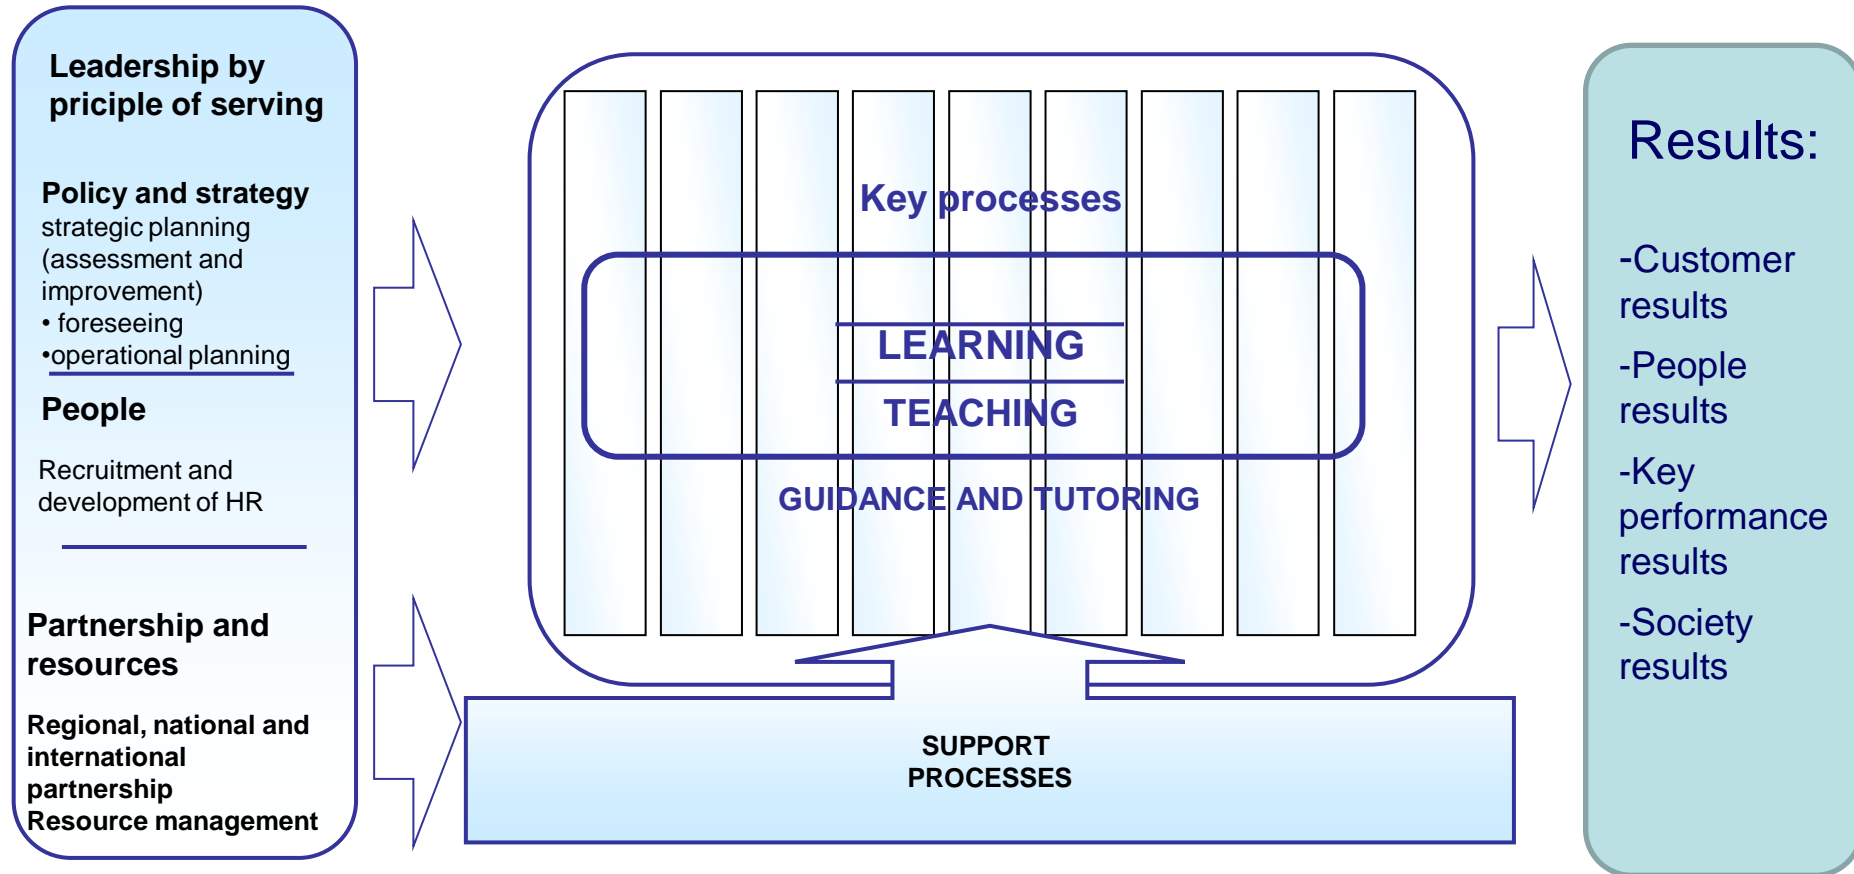 Leadership by
priciple of serving
Policy and strategy
strategic planning
(assessment and
improvement)
• foreseeing
•operational planning
People
Recruitment and
development of HR
Partnership and
resources
Regional, national and
international
partnership
Resource management
Key processes
LEARNING
TEACHING
GUIDANCE AND TUTORING
SUPPORT
PROCESSES
Results:
-Customer
results
-People
results
-Key
performance
results
-Society
results